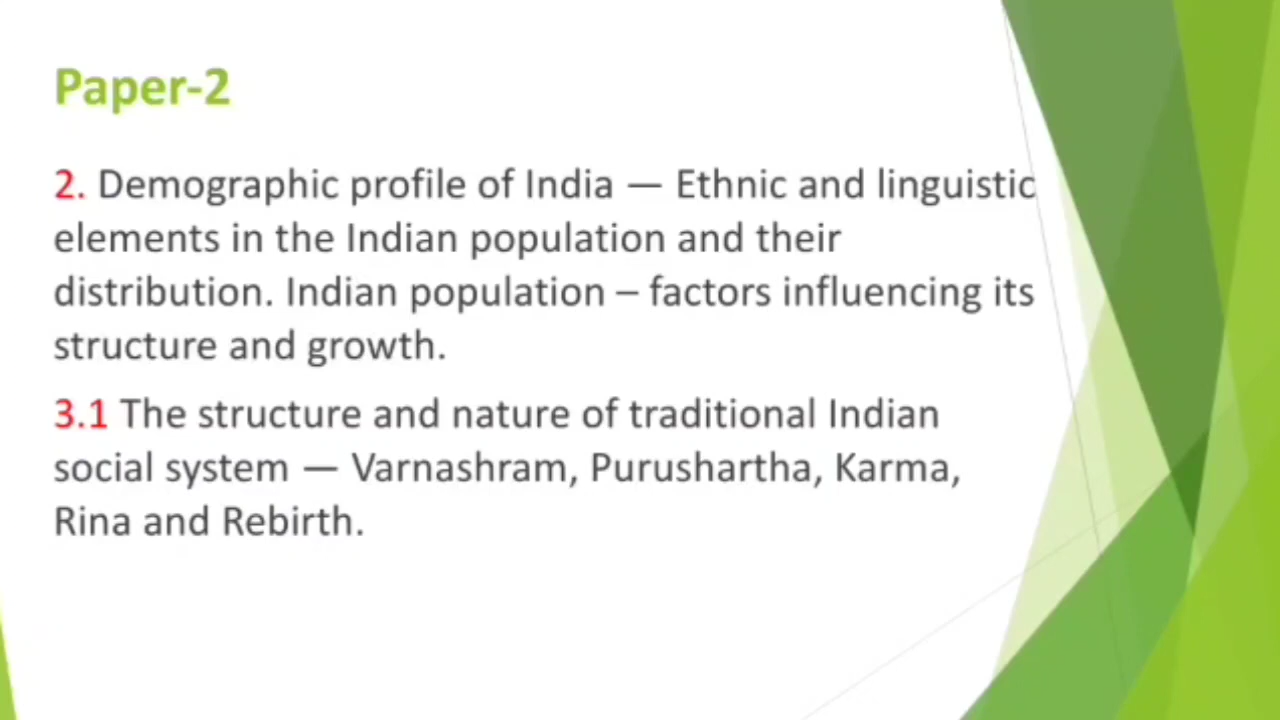 Paper-2
2. Demographic profile of India — Ethnic and linguistic
elements in the Indian population and their
distribution. Indian population – factors influencing its
structure and growth.
3.1 The structure and nature of traditional Indian
social system — Varnashram, Purushartha, Karma,
Rina and Rebirth.